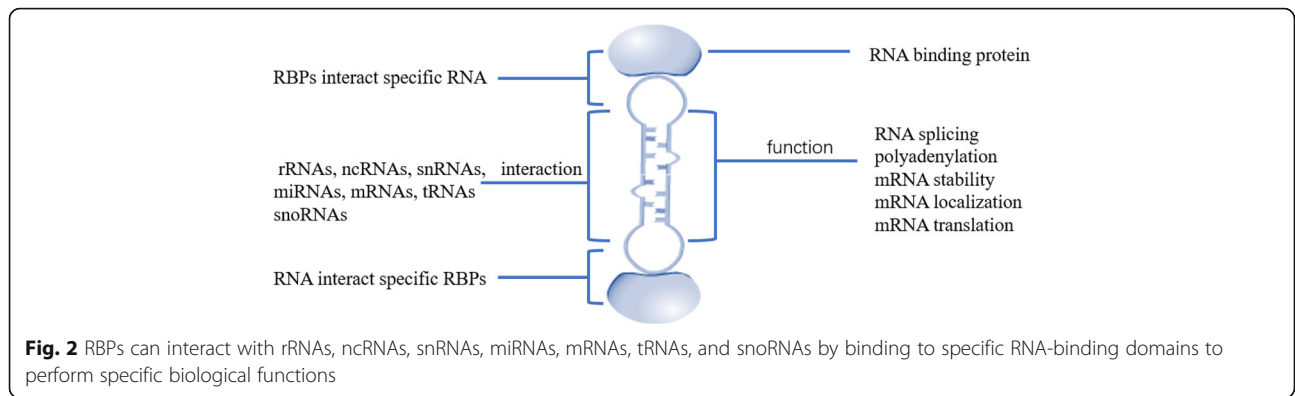 RNA binding protein
RBPs interact specific RNA
rRNAs, ncRNAs, snRNAs,
miRNAs, mRNAs, tRNAs
snoRNAs
interaction
function
RNA splicing
polyadenylation
mRNA stability
mRNA localization
mRNA translation
RNA interact specific RBPs
Fig. 2 RBPs can interact with rRNAs, ncRNAs, snRNAs, miRNAs, mRNAs, tRNAs, and snoRNAs by binding to specific RNA-binding domains to
perform specific biological functions